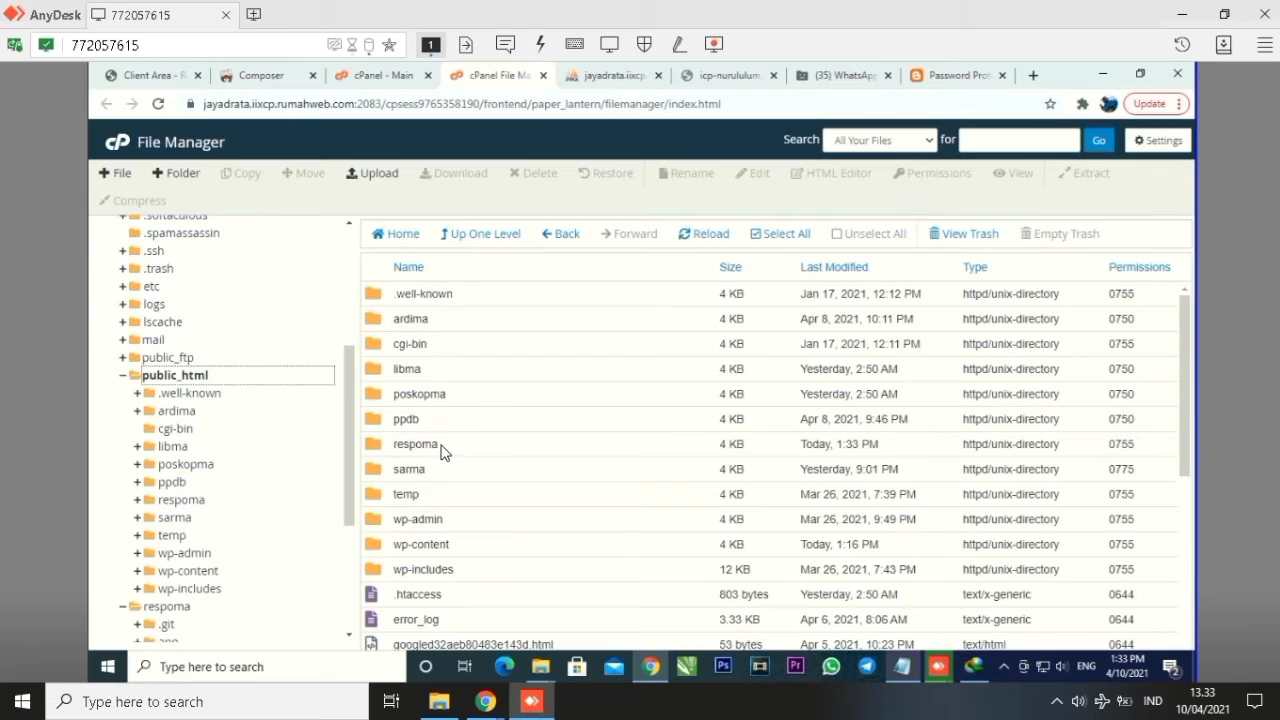 AnyDesk 772057615
772057615 1
Client Area - R Composer cPanel - Main cPanel File Ma jayadrata.iixcp. icp-nurululum. (35) WhatsApp Password Prot
jayadrata.iixcp.rumahweb.com:2083/cpsess9765358190/frontend/paper_lantern/filemanager/index.html Update
cP File Manager Search All Your Files for Go Settings
File Folder Copy Move Upload Download Delete Restore Rename Edit HTML Editor Permissions View Extract
Compress
.softaculous
.spamassassin
.ssh
.trash
etc
logs
lscache
mail
public_ftp
public_html
.well-known
ardima
cgi-bin
libma
poskopma
ppdb
respoma
sarma
temp
wp-admin
wp-content
wp-includes
respoma
.git
app
Home Up One Level Back Forward Reload Select All Unselect All View Trash Empty Trash
Name Size Last Modified Type Permissions
.well-known 4 KB Jan 17, 2021, 12:12 PM httpd/unix-directory 0755
ardima 4 KB Apr 8, 2021, 10:11 PM httpd/unix-directory 0750
cgi-bin 4 KB Jan 17, 2021, 12:11 PM httpd/unix-directory 0755
libma 4 KB Yesterday, 2:50 AM httpd/unix-directory 0750
poskopma 4 KB Yesterday, 2:50 AM httpd/unix-directory 0750
ppdb 4 KB Apr 8, 2021, 9:46 PM httpd/unix-directory 0750
respoma 4 KB Today, 1:33 PM httpd/unix-directory 0755
sarma 4 KB Yesterday, 9:01 PM httpd/unix-directory 0775
temp 4 KB Mar 26, 2021, 7:39 PM httpd/unix-directory 0755
wp-admin 4 KB Mar 26, 2021, 9:49 PM httpd/unix-directory 0755
wp-content 4 KB Today, 1:16 PM httpd/unix-directory 0755
wp-includes 12 KB Mar 26, 2021, 7:43 PM httpd/unix-directory 0755
.htaccess 803 bytes Yesterday, 2:50 AM text/x-generic 0644
error_log 3.33 KB Apr 6, 2021, 8:06 AM text/x-generic 0644
googled32aeb80483e143d.html 53 bytes Apr 5, 2021, 10:23 PM text/html 0644
Type here to search Ps Pr ENG 1:33 PM
4/10/2021 2
Type here to search IND 13.33
10/04/2021